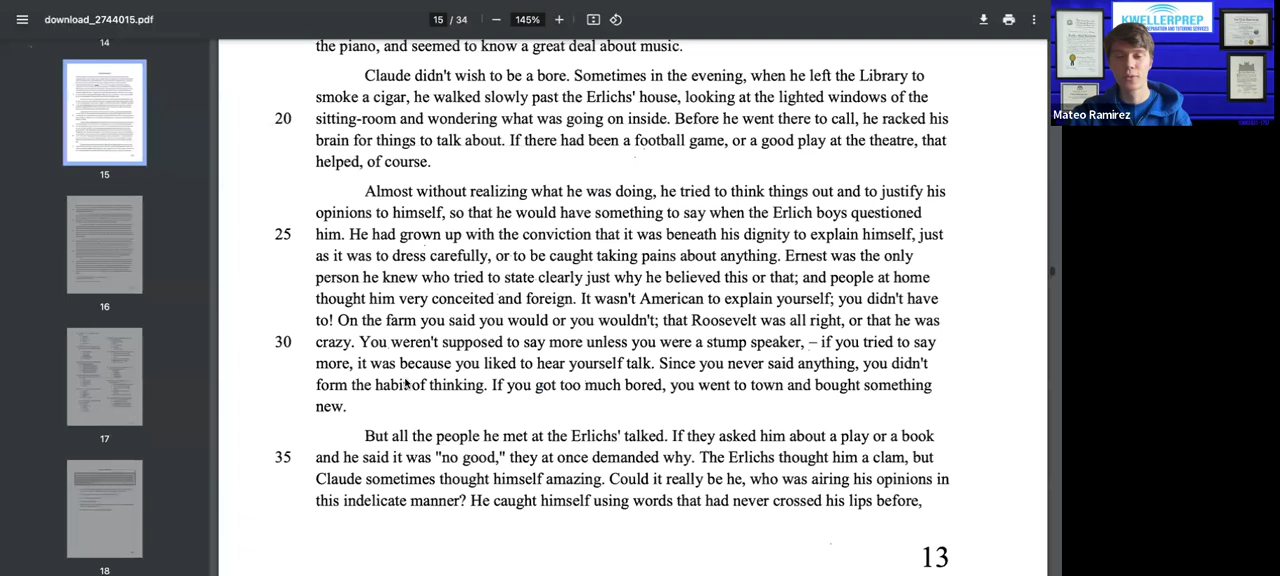 download_2744015.pdf
15 / 34
145%
KWELLERPREP
Mateo Ramirez
14
15
16
17
18
the piano, and seemed to know a great deal about music.
Claude didn't wish to be a bore. Sometimes in the evening, when he left the Library to
smoke a cigar, he walked slowly past the Erlichs' house, looking at the lighted windows of the
20 sitting-room and wondering what was going on inside. Before he went there to call, he racked his
brain for things to talk about. If there had been a football game, or a good play at the theatre, that
helped, of course.
Almost without realizing what he was doing, he tried to think things out and to justify his
opinions to himself, so that he would have something to say when the Erlich boys questioned
25 him. He had grown up with the conviction that it was beneath his dignity to explain himself, just
as it was to dress carefully, or to be caught taking pains about anything. Ernest was the only
person he knew who tried to state clearly just why he believed this or that; and people at home
thought him very conceited and foreign. It wasn't American to explain yourself; you didn't have
to! On the farm you said you would or you wouldn't; that Roosevelt was all right, or that he was
30 crazy. You weren't supposed to say more unless you were a stump speaker, – if you tried to say
more, it was because you liked to hear yourself talk. Since you never said anything, you didn't
form the habit of thinking. If you got too much bored, you went to town and bought something
new.
But all the people he met at the Erlichs' talked. If they asked him about a play or a book
35 and he said it was "no good," they at once demanded why. The Erlichs thought him a clam, but
Claude sometimes thought himself amazing. Could it really be he, who was airing his opinions in
this indelicate manner? He caught himself using words that had never crossed his lips before,
13